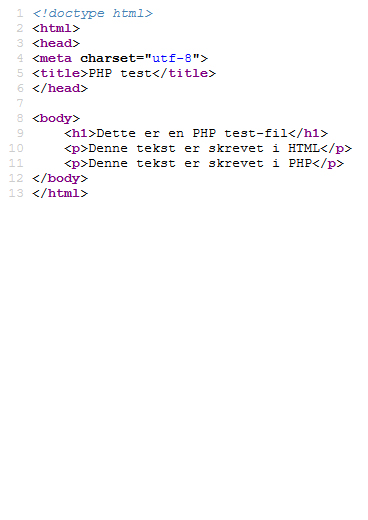 1 <!doctype html>
2 <html>
3 <head>
4 <meta charset="utf-8">
5 <title>PHP test</title>
6 </head>
7
8 <body>
9     <h1>Dette er en PHP test-fil</h1>
10     <p>Denne tekst er skrevet i HTML</p>
11     <p>Denne tekst er skrevet i PHP</p>
12 </body>
13 </html>